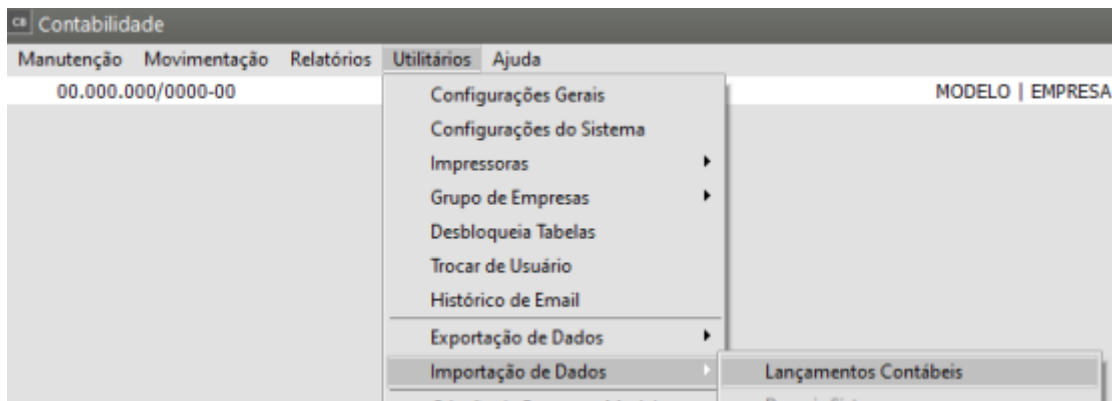 CB Contabilidade
Manutenção Movimentação Relatórios Utilitários Ajuda
00.000.000/0000-00 MODELO | EMPRESA
Configurações Gerais
Configurações do Sistema
Impressoras
Grupo de Empresas
Desbloqueia Tabelas
Trocar de Usuário
Histórico de Email
Exportação de Dados
Importação de Dados Lançamentos Contábeis